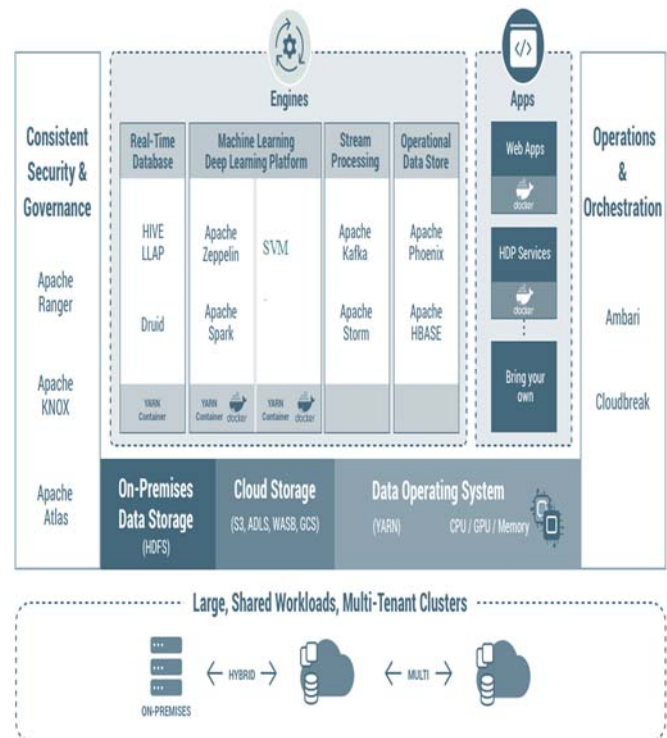 Engines
Apps
Consistent
Security &
Governance
Apache
Ranger
Apache
KNOX
Apache
Atlas
Real-Time
Database
HIVE
LLAP
Druid
YARN
Container
Machine Learning
Deep Learning Platform
Apache
Zeppelin
SVM
Apache
Spark
YARN
Container docker
YARN
Container docker
Stream
Processing
Apache
Kafka
Apache
Storm
Operational
Data Store
Apache
Phoenix
Apache
HBASE
Web Apps
docker
HDP Services
docker
Bring your
own
Operations
&
Orchestration
Ambari
Cloudbreak
On-Premises
Data Storage
(HDFS)
Cloud Storage
(S3, ADLS, WASB, GCS)
Data Operating System
(YARN) CPU / GPU / Memory
Large, Shared Workloads, Multi-Tenant Clusters
HYBRID
MULTI
ON-PREMISES